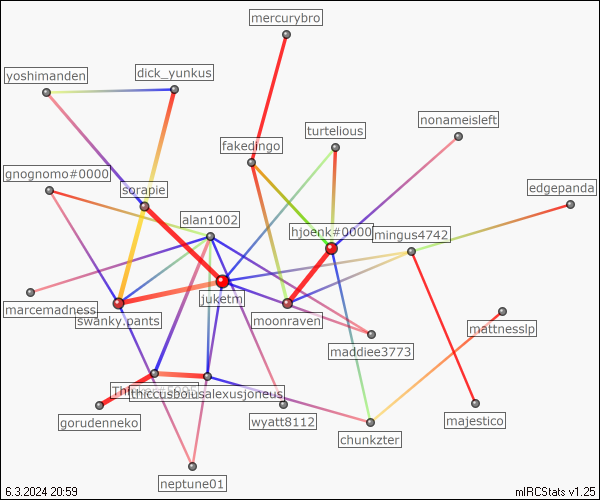 mercurybro
yoshimanden
dick_yunkus
turtelious
nonameisleft
fakedingo
gnognomo#0000
sorapie
edgepanda
alan1002
hjoenk#0000
mingus4742
marcemadness
swanky.pants
juketm
moonraven
mattnesslp
maddiee3773
thiccusboiusalexusjoneus
gorudenneko
wyatt8112
majestico
chunkzter
neptune01
6.3.2024 20:59
mIRCStats v1.25